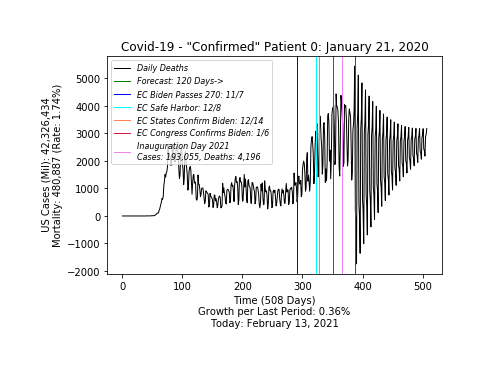 Covid-19 - "Confirmed" Patient 0: January 21, 2020
Daily Deaths
Forecast: 120 Days->
EC Biden Passes 270: 11/7
EC Safe Harbor: 12/8
EC States Confirm Biden: 12/14
EC Congress Confirms Biden: 1/6
Inauguration Day 2021
Cases: 193,055, Deaths: 4,196
US Cases (Mil): 42,326,434
Mortality: 480,887 (Rate: 1.74%)
5000
4000
3000
2000
1000
0
−1000
−2000
0 100 200 300 400 500
Time (508 Days)
Growth per Last Period: 0.36%
Today: February 13, 2021